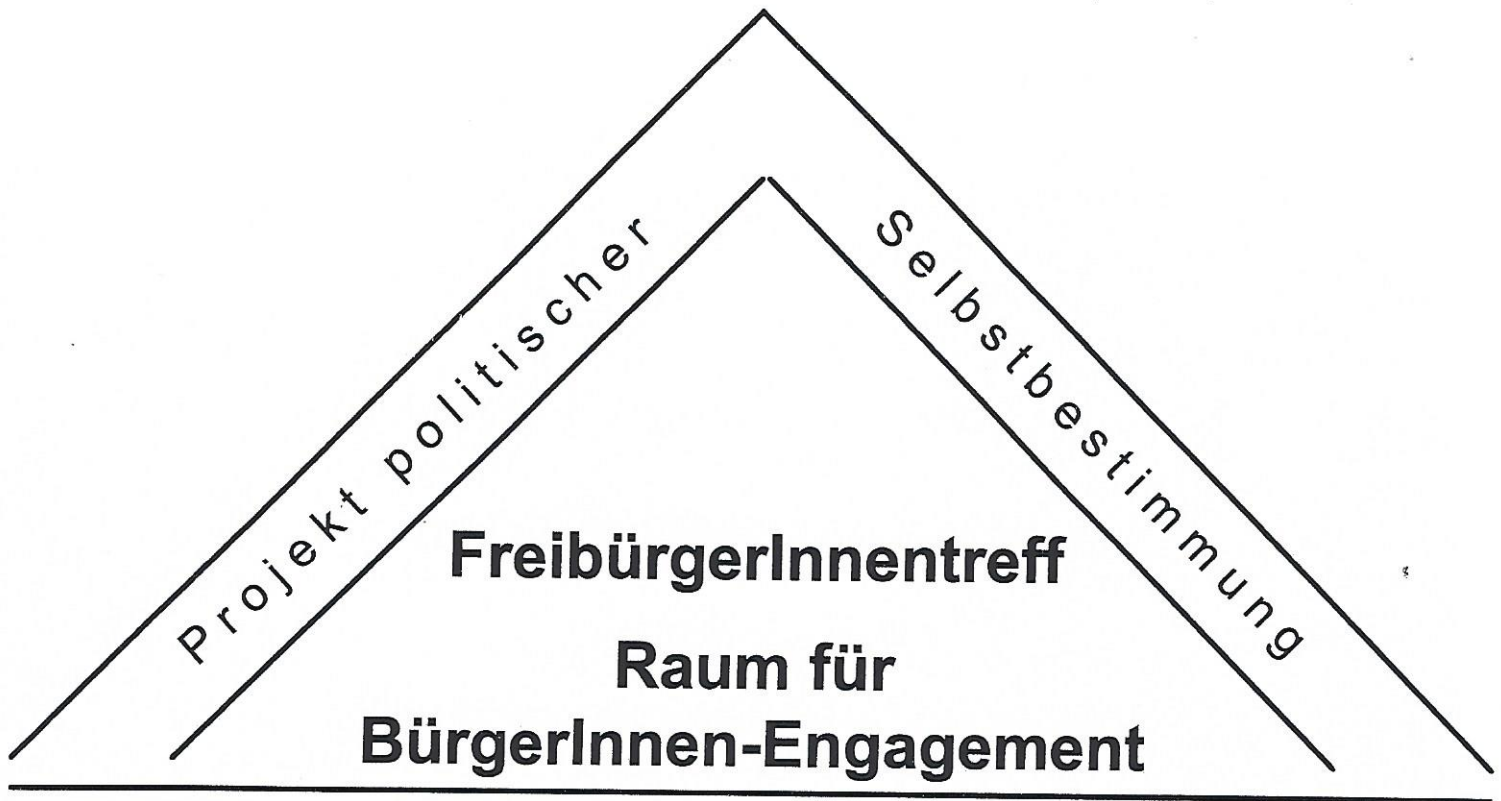 Projekt politischer
Selbstbestimmung
FreibürgerInnentreff
Raum für
BürgerInnen-Engagement